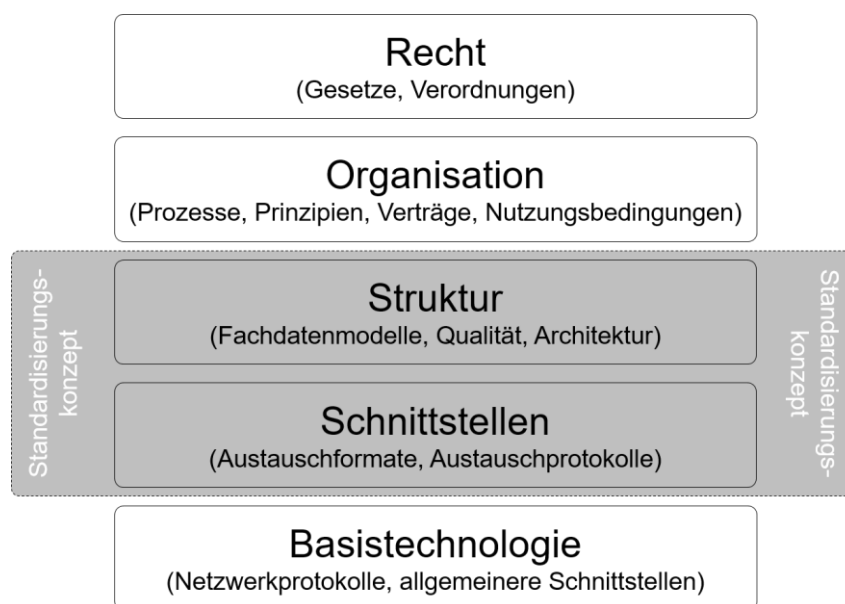 Recht
(Gesetze, Verordnungen)
Organisation
(Prozesse, Prinzipien, Verträge, Nutzungsbedingungen)
Standardisierungs-
konzept
Struktur
(Fachdatenmodelle, Qualität, Architektur)
Schnittstellen
(Austauschformate, Austauschprotokolle)
Standardisierungs-
konzept
Basistechnologie
(Netzwerkprotokolle, allgemeinere Schnittstellen)